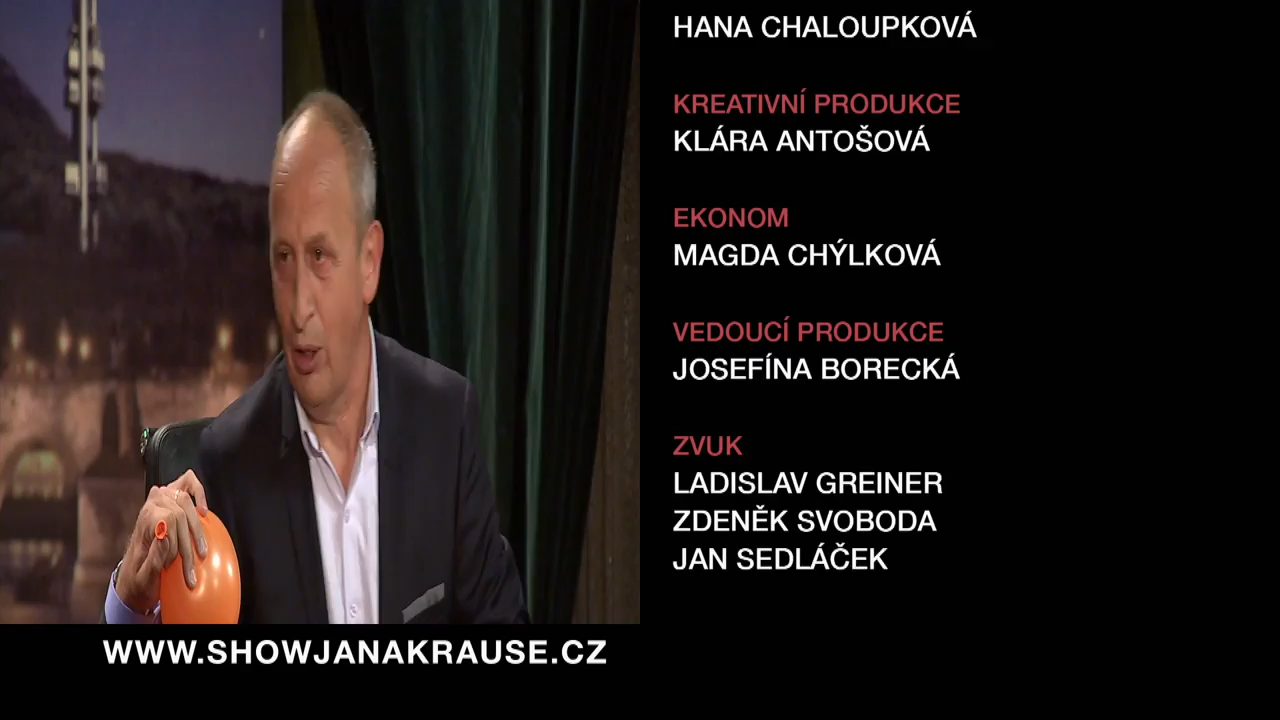 HANA CHALOUPKOVÁ
KREATIVNÍ PRODUKCE
KLÁRA ANTOŠOVÁ
EKONOM
MAGDA CHÝLKOVÁ
VEDOUCÍ PRODUKCE
JOSEFÍNA BORECKÁ
ZVUK
LADISLAV GREINER
ZDENĚK SVOBODA
JAN SEDLÁČEK
WWW.SHOWJANAKRAUSE.CZ